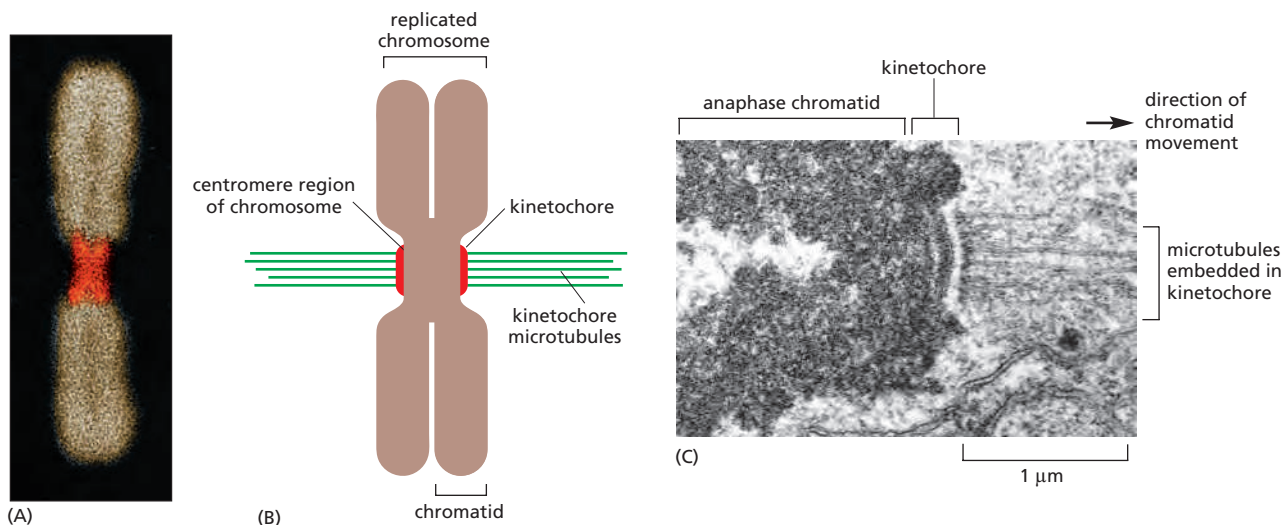 (A)
replicated
chromosome
centromere region
of chromosome
kinetochore
kinetochore
microtubules
chromatid
(B)
kinetochore
anaphase chromatid
direction of
chromatid
movement
microtubules
embedded in
kinetochore
(C)
1 μm